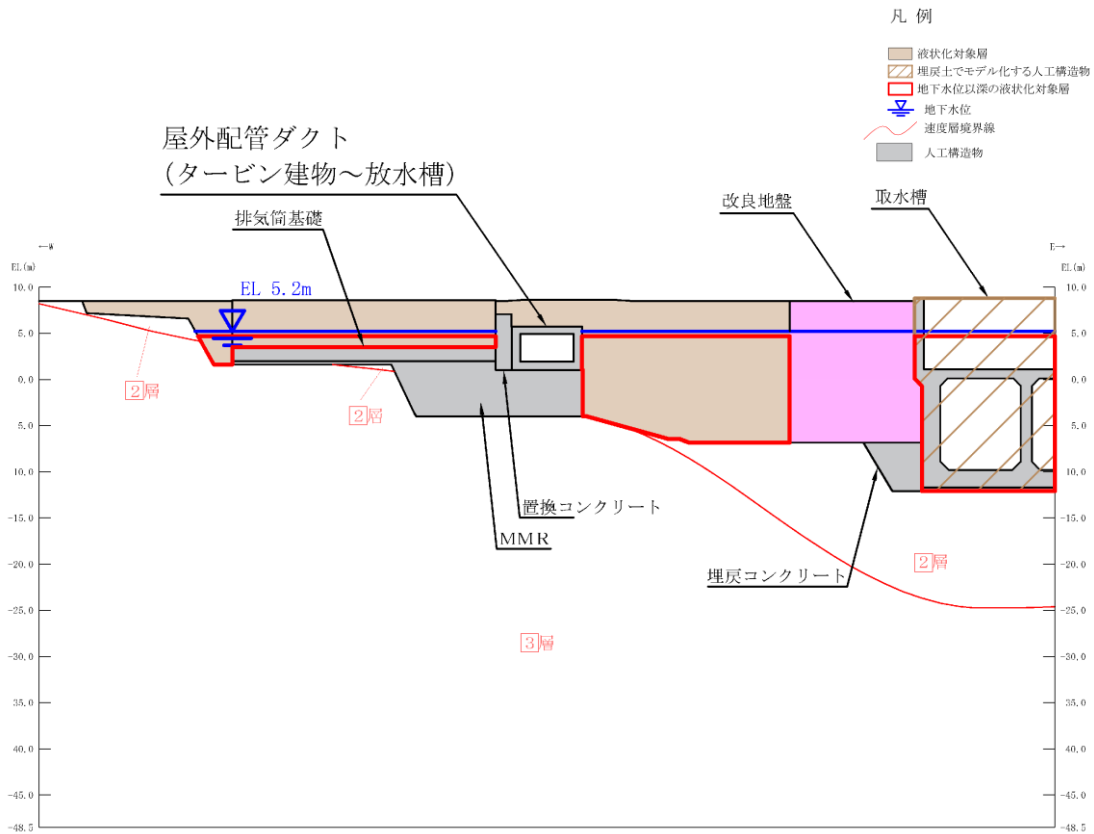 凡 例
液状化対象層
埋戻土でモデル化する人工構造物
地下水位以深の液状化対象層
地下水位
速度層境界線
人工構造物
屋外配管ダクト
(タービン建物～放水槽)
排気筒基礎
改良地盤
取水槽
←W
E→
EL(m)
EL(m)
EL 5.2m
10.0
5.0
0.0
5.0
10.0
-15.0
-20.0
-25.0
-30.0
35.0
40.0
-45.0
-48.5
10.0
5.0
0.0
5.0
10.0
-15.0
-20.0
-25.0
-30.0
35.0
40.0
-45.0
-48.5
2層
2層
置換コンクリート
MMR
埋戻コンクリート
2層
3層